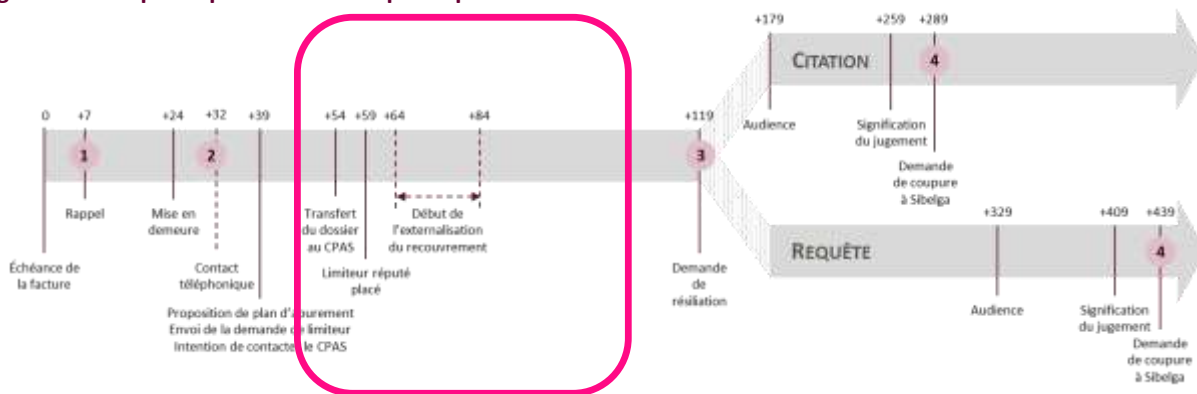 0
+7
+24
+32
+39
+54
+59
+64
+84
+119
1
2
3
Rappel
Mise en
demeure
Échéance de
la facture
Contact
téléphonique
Proposition de plan d'apurement
Envoi de la demande de limiteur
Intention de contacter le CPAS
Transfert
du dossier
au CPAS
Limiteur réputé
placé
Début de
l'externalisation
du recouvrement
Demande
de
résiliation
+179
+259
+289
CITATION
4
Audience
Signification
du jugement
Demande
de coupure
à Sibelga
+329
+409
+439
REQUÊTE
4
Audience
Signification
du jugement
Demande
de coupure
à Sibelga